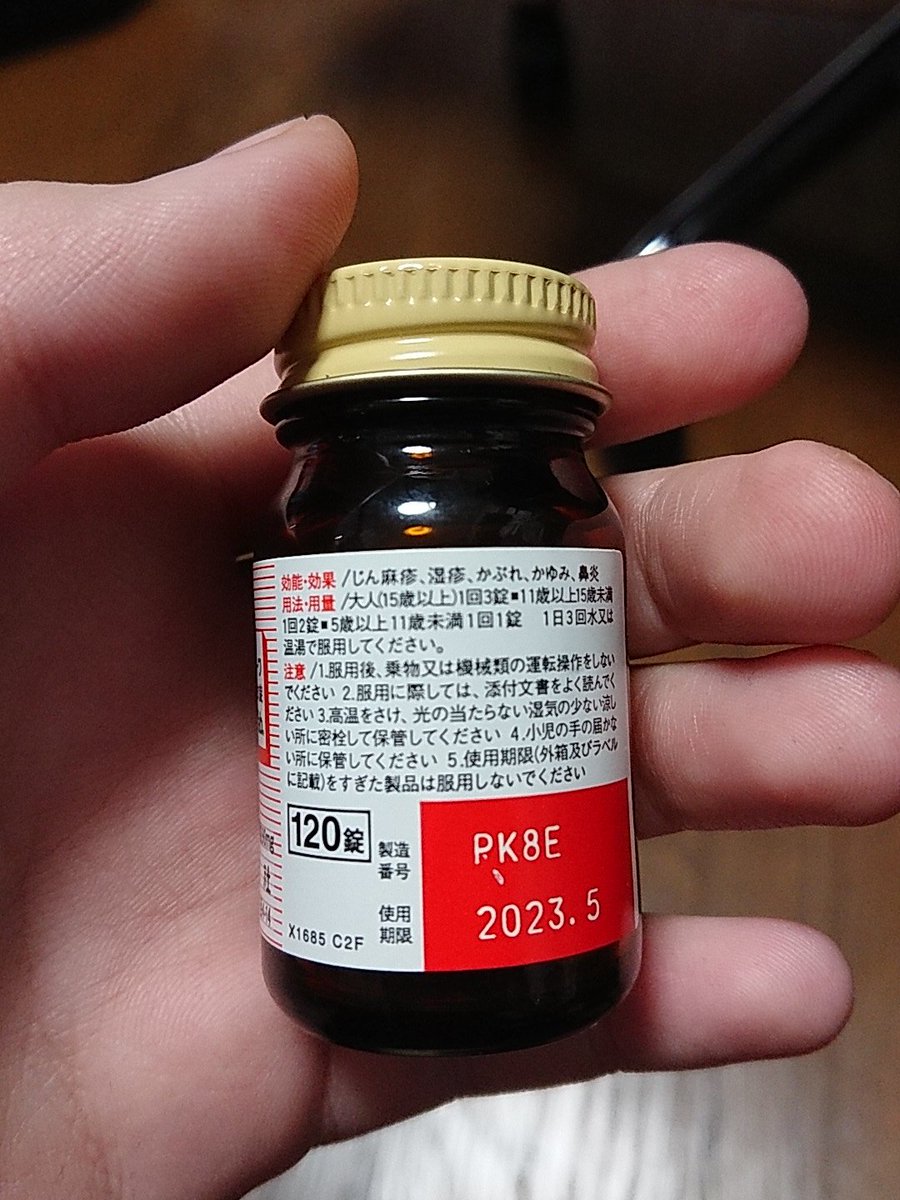 効能・効果/じん麻疹、湿疹、かぶれ、かゆみ、鼻炎
用法・用量/大人(15歳以上)1回3錠■11歳以上15歳未満
1回2錠■5歳以上11歳未満1回1錠 1日3回水又は
温湯で服用してください。
注意/1.服用後、乗物又は機械類の運転操作をしない
でください 2.服用に際しては、添付文書をよく読んでく
ださい 3.高温をさけ、光の当たらない湿気の少ない涼し
い所に密栓して保管してください 4.小児の手の届かな
い所に保管してください 5.使用期限(外箱及びラベル
に記載)をすぎた製品は服用しないでください
120錠
製造
番号
PK8E
使用
期限
2023.5
X1685 C2F
社